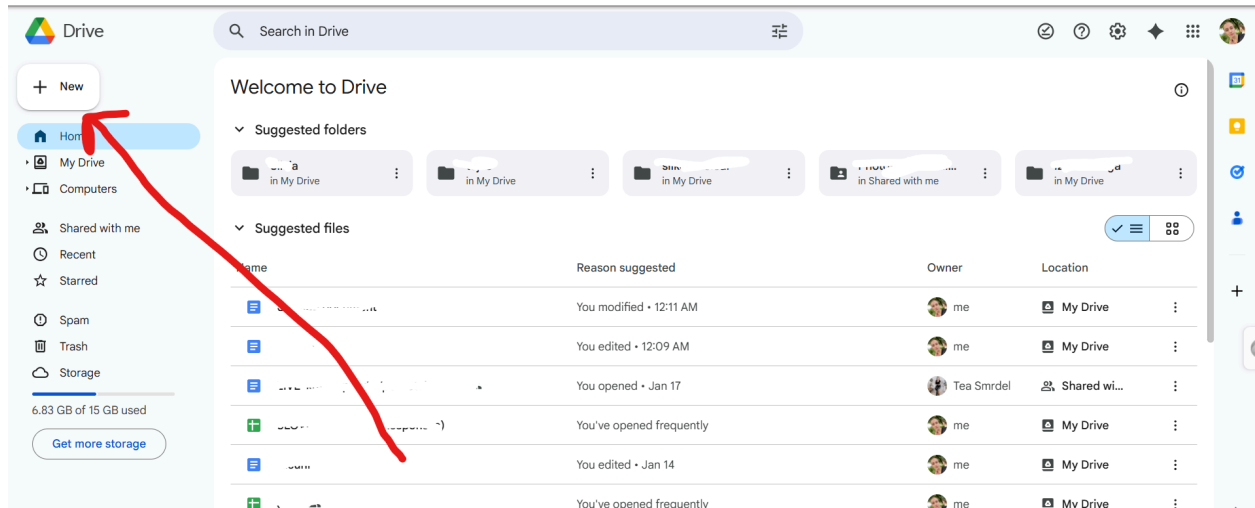 Drive
Search in Drive
New
Welcome to Drive
Home
My Drive
Computers
Shared with me
Recent
Starred
Spam
Trash
Storage
6.83 GB of 15 GB used
Get more storage
Suggested folders
in My Drive
in My Drive
in My Drive
in Shared with me
in My Drive
Suggested files
Name Reason suggested Owner Location
You modified • 12:11 AM me My Drive
You edited • 12:09 AM me My Drive
You opened • Jan 17 Tea Smrdel Shared wi...
You've opened frequently me My Drive
You edited • Jan 14 me My Drive
You've opened frequently me My Drive
31